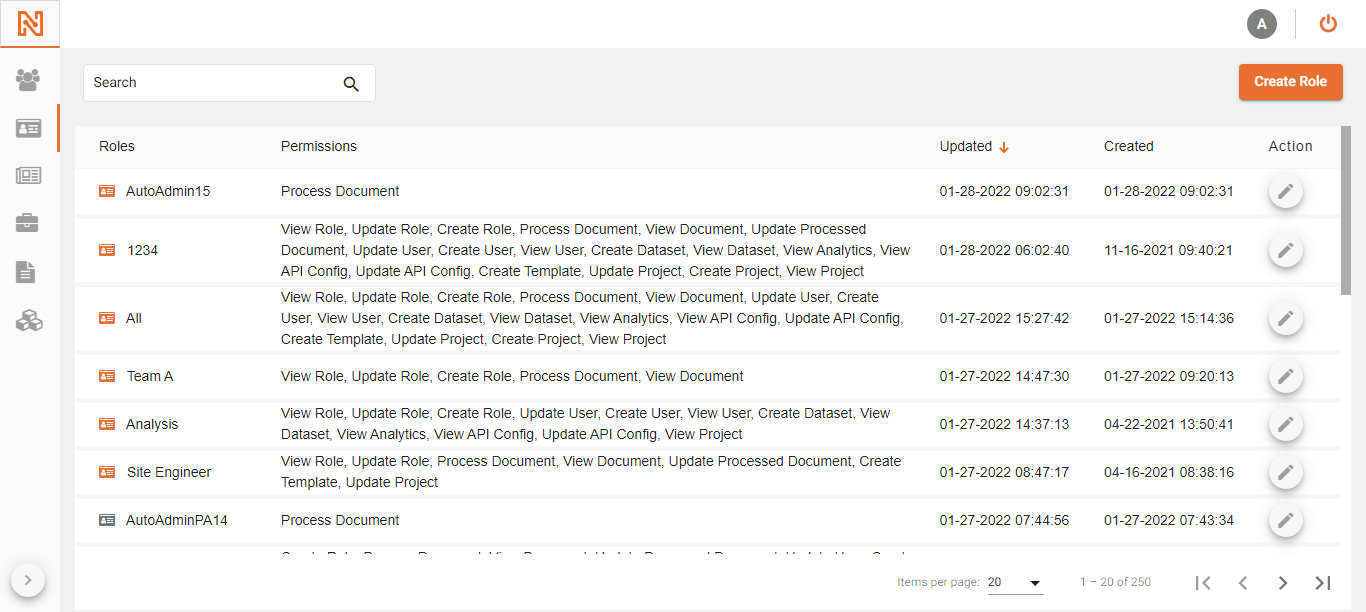 A
Search
Create Role
Roles Permissions Updated Created Action
AutoAdmin15 Process Document 01-28-2022 09:02:31 01-28-2022 09:02:31
View Role, Update Role, Create Role, Process Document, View Document, Update Processed
1234 Document, Update User, Create User, View User, Create Dataset, View Dataset, View Analytics, View 01-28-2022 06:02:40 11-16-2021 09:40:21
API Config, Update API Config, Create Template, Update Project, Create Project, View Project
View Role, Update Role, Create Role, Process Document, View Document, Update User, Create
All User, View User, Create Dataset, View Dataset, View Analytics, View API Config, Update API Config, 01-27-2022 15:27:42 01-27-2022 15:14:36
Create Template, Update Project, Create Project, View Project
Team A View Role, Update Role, Create Role, Process Document, View Document 01-27-2022 14:47:30 01-27-2022 09:20:13
View Role, Update Role, Create Role, Update User, Create User, View User, Create Dataset, View
Analysis 01-27-2022 14:37:13 04-22-2021 13:50:41
Dataset, View Analytics, View API Config, Update API Config, View Project
View Role, Update Role, Process Document, View Document, Update Processed Document, Create
Site Engineer 01-27-2022 08:47:17 04-16-2021 08:38:16
Template, Update Project
AutoAdminPA14 Process Document 01-27-2022 07:44:56 01-27-2022 07:43:34
Items per page: 20 1 – 20 of 250